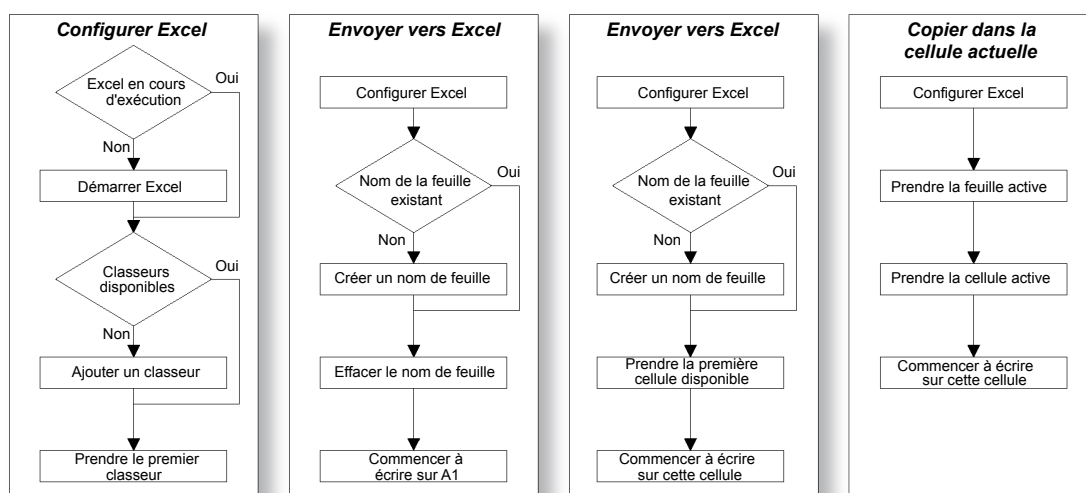 Configurer Excel
Excel en cours
d'exécution
Oui
Non
Démarrer Excel
Classeurs
disponibles
Oui
Non
Ajouter un classeur
Prendre le premier
classeur
Envoyer vers Excel
Configurer Excel
Nom de la feuille
existant
Oui
Non
Créer un nom de feuille
Effacer le nom de feuille
Commencer à
écrire sur A1
Envoyer vers Excel
Configurer Excel
Nom de la feuille
existant
Oui
Non
Créer un nom de feuille
Prendre la première
cellule disponible
Commencer à écrire
sur cette cellule
Copier dans la
cellule actuelle
Configurer Excel
Prendre la feuille active
Prendre la cellule active
Commencer à écrire
sur cette cellule